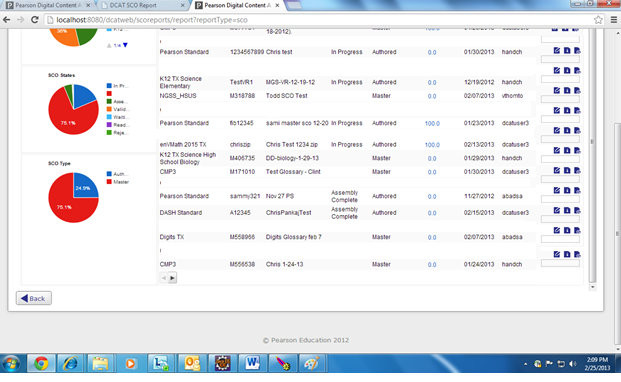 Pearson Digital Content A
DCAT SCO Report
Pearson Digital Content A
localhost:8080/dcatweb/scoreports/report?reportType=sco
36%
K12 ...
1/4
18-2012).
01/30/2013 handch
Pearson Standard 1234567899 Chris test In Progress Authored 0.0
K12 TX Science Elementary TestVR1 MGS-VR-12-19-12 In Progress Authored 0.0 12/19/2012 handch
NGSS_HSUS M318788 Todd SCO Test Master 0.0 02/07/2013 vthomto
SCO States
75.1%
In Pr...
Asse...
Valid...
Waiti...
Read...
Reje...
Pearson Standard fib12345 sami master sco 12-20 In Progress Authored 100.0 01/23/2013 dcatuser3
enVMath 2015 TX chriszip Chris Test 1234 zip In Progress Authored 100.0 02/13/2013 dcatuser3
K12 TX Science High School Biology M406735 DD-biology-1-29-13 Master 0.0 01/29/2013 handch
CMP3 M171010 Test Glossary - Clint Master 0.0 01/30/2013 dcatuser3
SCO Type
24.9%
75.1%
Auth...
Master
Pearson Standard sammy321 Nov 27 PS Assembly Complete Authored 0.0 11/27/2012 abadsa
DASH Standard A12345 ChrisPankajTest Assembly Complete Authored 0.0 02/15/2013 dcatuser3
Digits TX M558966 Digits Glossary feb 7 Master 0.0 02/07/2013 abadsa
CMP3 M556538 Chris 1-24-13 Master 0.0 01/24/2013 handch
Back
© Pearson Education 2012
2:09 PM
2/25/2013